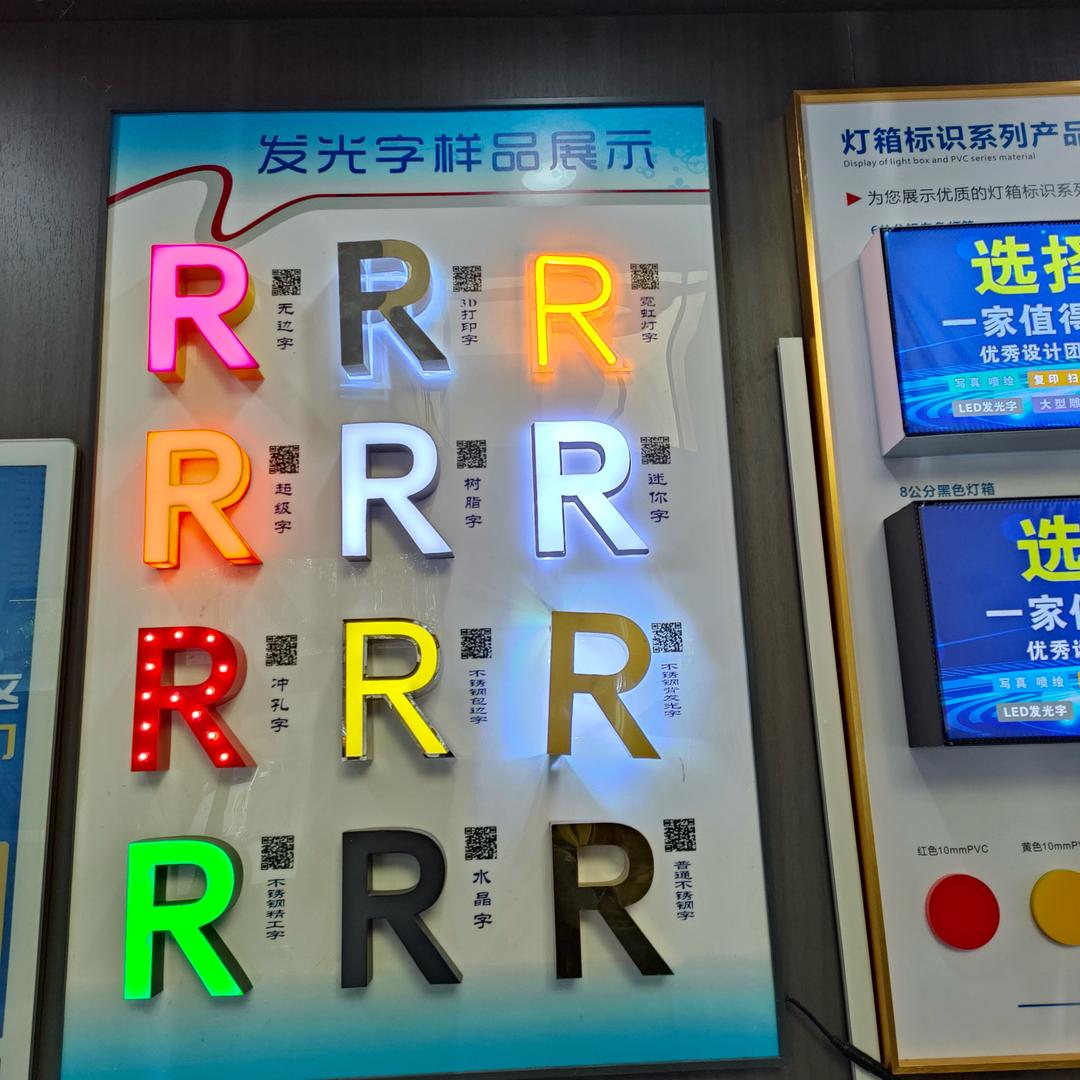 发光字样品展示
R
无边字
R
3D打印字
R
霓虹灯字
R
超级字
R
树脂字
R
迷你字
R
冲孔字
R
不锈钢包边字
R
不锈钢背发光字
R
不锈钢精工字
R
水晶字
R
普通不锈钢字
灯箱标识系列产品
Display of light box and PVC series material
为您展示优质的灯箱标识系列
选择
一家值得
优秀设计团
写真 喷绘 复印 扫
LED发光字 大型雕
8公分黑色灯箱
选
一家值
优秀设
写真 喷绘
LED发光字
红色10mmPVC
黄色10mmPV